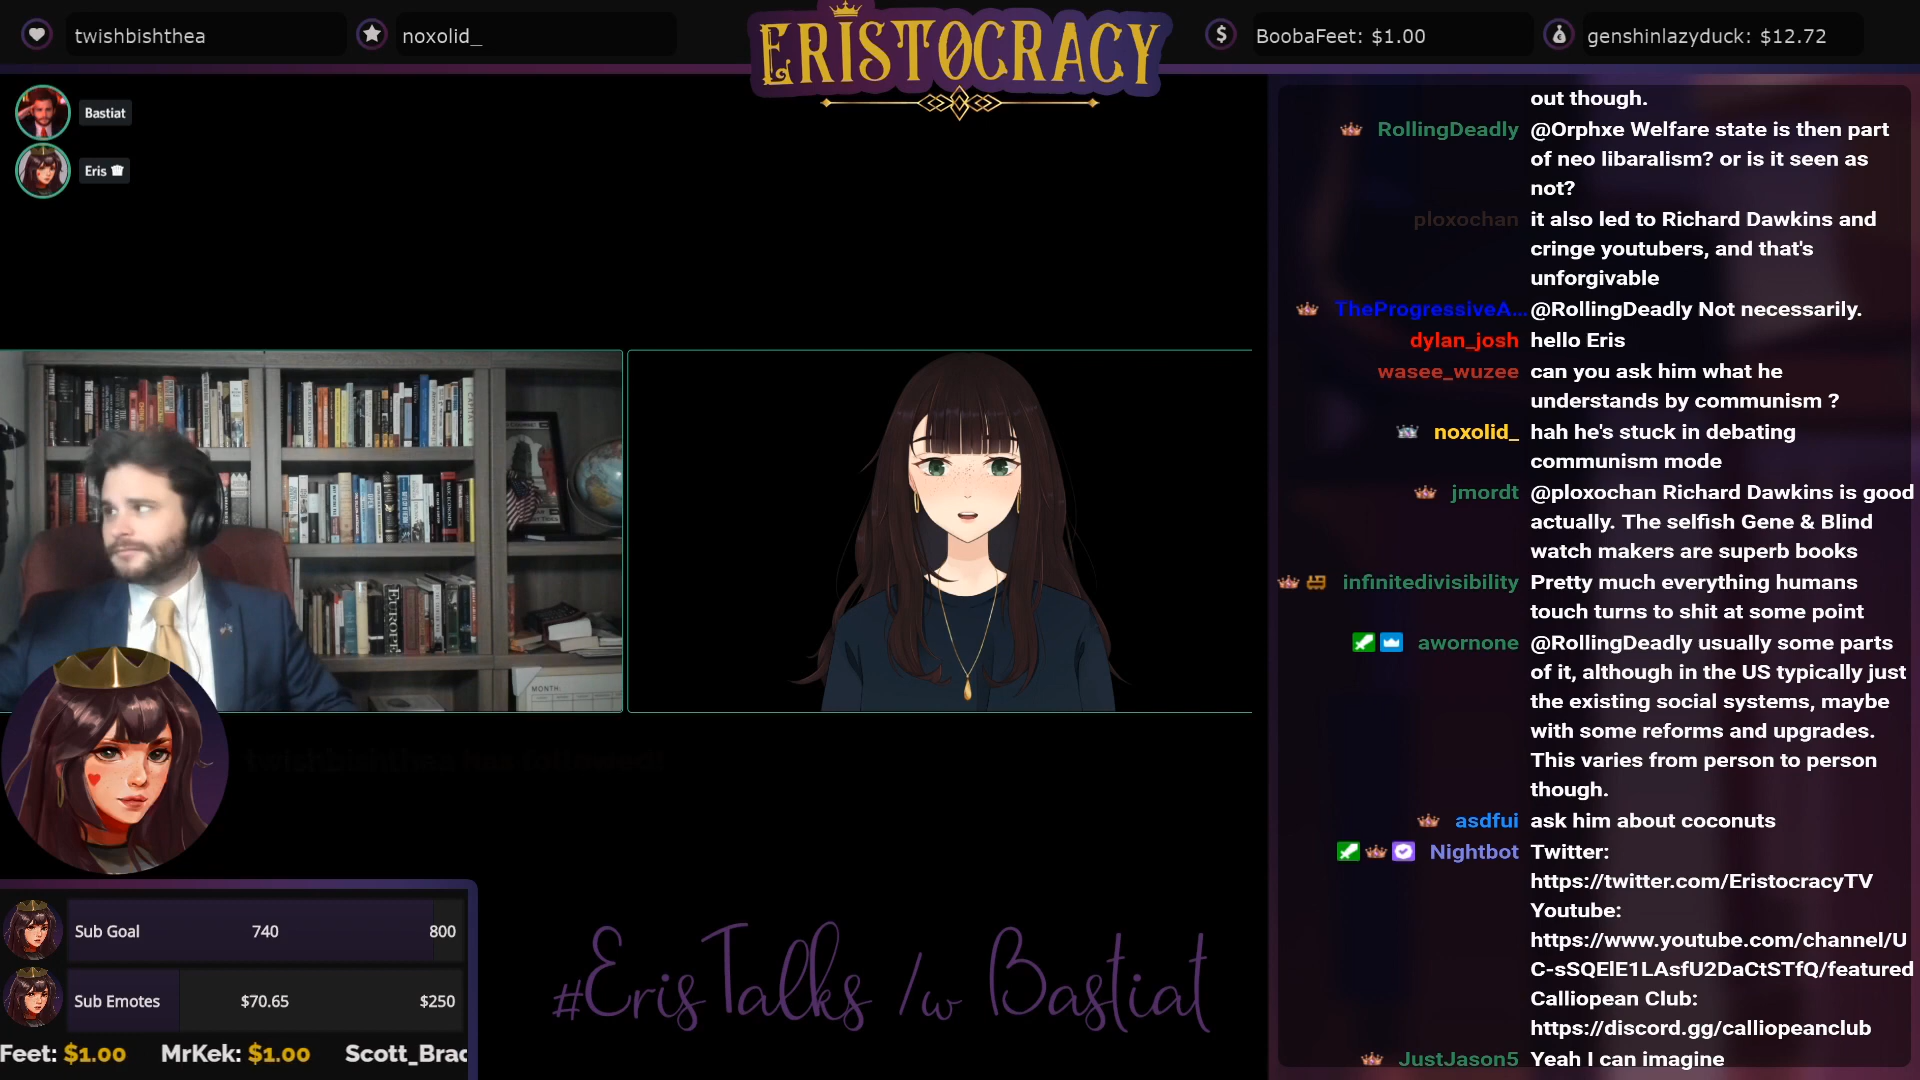 twishbishthea
noxolid_
ERISTOCRACY
BoobaFeet: $1.00
genshinlazyduck: $12.72
Bastiat
Eris
CAPITAL
EUROPE
MONTH:
Sub Goal 740 800
Sub Emotes $70.65 $250
Feet: $1.00 MrKek: $1.00 Scott_Brad
#ErisTalks /w Bastiat
out though.
RollingDeadly @Orphxe Welfare state is then part
of neo libaralism? or is it seen as
not?
ploxochan it also led to Richard Dawkins and
cringe youtubers, and that's
unforgivable
TheProgressiveA... @RollingDeadly Not necessarily.
dylan_josh hello Eris
wasee_wuzee can you ask him what he
understands by communism ?
noxolid_ hah he's stuck in debating
communism mode
jmordt @ploxochan Richard Dawkins is good
actually. The selfish Gene & Blind
watch makers are superb books
infinitedivisibility Pretty much everything humans
touch turns to shit at some point
awornone @RollingDeadly usually some parts
of it, although in the US typically just
the existing social systems, maybe
with some reforms and upgrades.
This varies from person to person
though.
asdfui ask him about coconuts
Nightbot Twitter:
https://twitter.com/EristocracyTV
Youtube:
https://www.youtube.com/channel/U
C-sSQElE1LAsfU2DaCtSTfQ/featured
Calliopean Club:
https://discord.gg/calliopeanclub
JustJason5 Yeah I can imagine